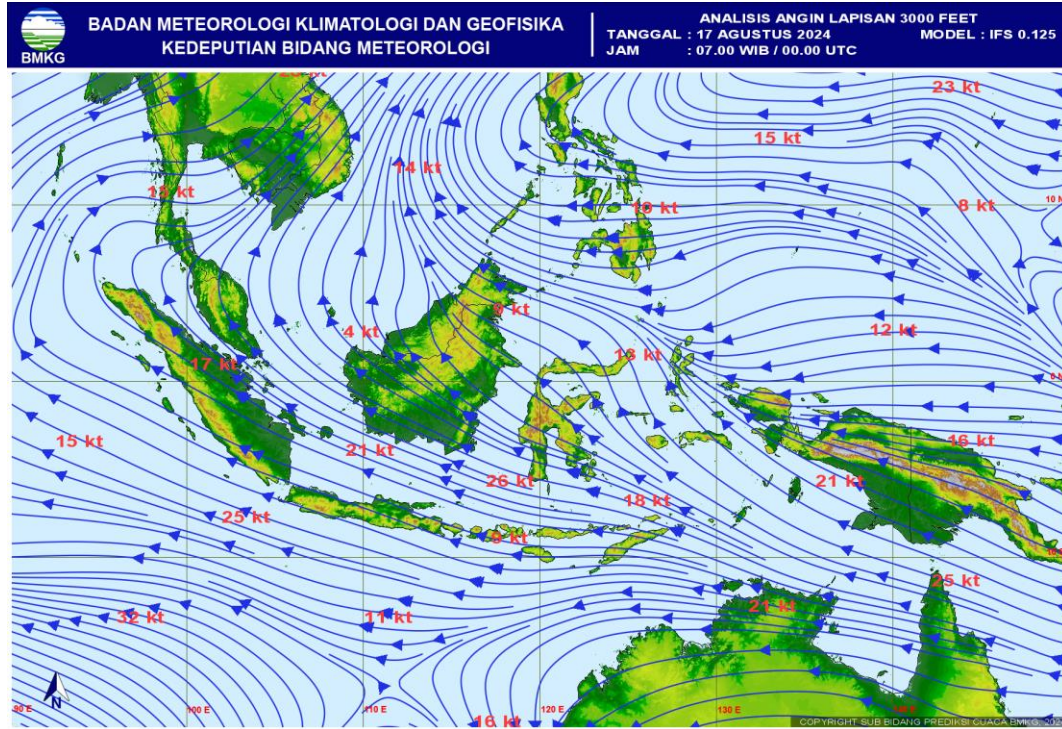 BMKG
BADAN METEOROLOGI KLIMATOLOGI DAN GEOFISIKA
KEDEPUTIAN BIDANG METEOROLOGI
ANALISIS ANGIN LAPISAN 3000 FEET
TANGGAL : 17 AGUSTUS 2024 MODEL : IFS 0.125
JAM : 07.00 WIB / 00.00 UTC
23 kt
15 kt
14 kt
10 kt
8 kt
10 N
4 kt
12 kt
13 kt
17 kt
15 kt
21 kt
16 kt
26 kt
21 kt
18 kt
25 kt
9 kt
25 kt
32 kt
11 kt
21 kt
16 kt
N
90 E
100 E
110 E
120 E
130 E
COPYRIGHT SUB BIDANG PREDIKSI CUACA BMKG, 2024